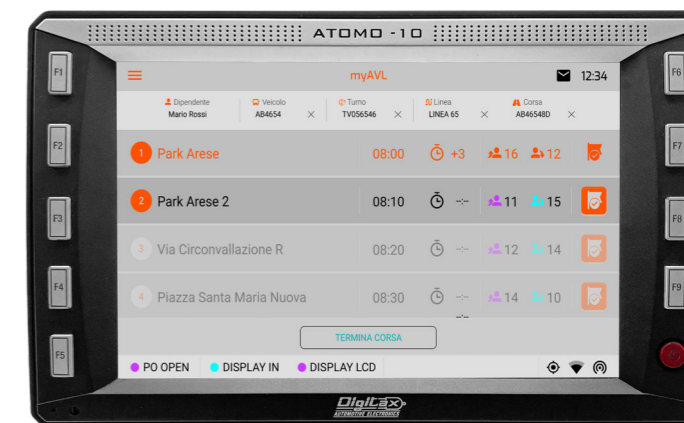 ATOMO - 10
F1
F2
F3
F4
F5
F6
F7
F8
F9
myAVL 12:34
Dipendente Veicolo Turno Linea Corsa
Mario Rossi AB4654 TV056546 LINEA 65 AB46548D
1 Park Arese 08:00 +3 16 12
2 Park Arese 2 08:10 --:-- 11 15
3 Via Circonvallazione R 08:20 --:-- 12 14
4 Piazza Santa Maria Nuova 08:30 --:-- 14 10
--:--
TERMINA CORSA
PO OPEN DISPLAY IN DISPLAY LCD
Digitax
AUTOMOTIVE ELECTRONICS